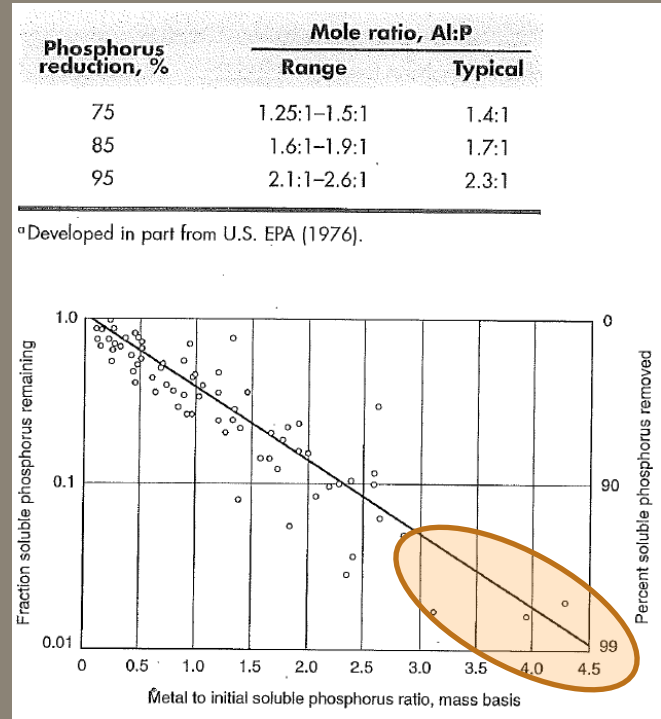 Mole ratio, Al:P
Phosphorus
reduction, %
Range Typical
75 1.25:1–1.5:1 1.4:1
85 1.6:1–1.9:1 1.7:1
95 2.1:1–2.6:1 2.3:1
a Developed in part from U.S. EPA (1976).
Fraction soluble phosphorus remaining
1.0
0.1
0.01
0
90
99
Percent soluble phosphorus removed
0 0.5 1.0 1.5 2.0 2.5 3.0 3.5 4.0 4.5
Metal to initial soluble phosphorus ratio, mass basis